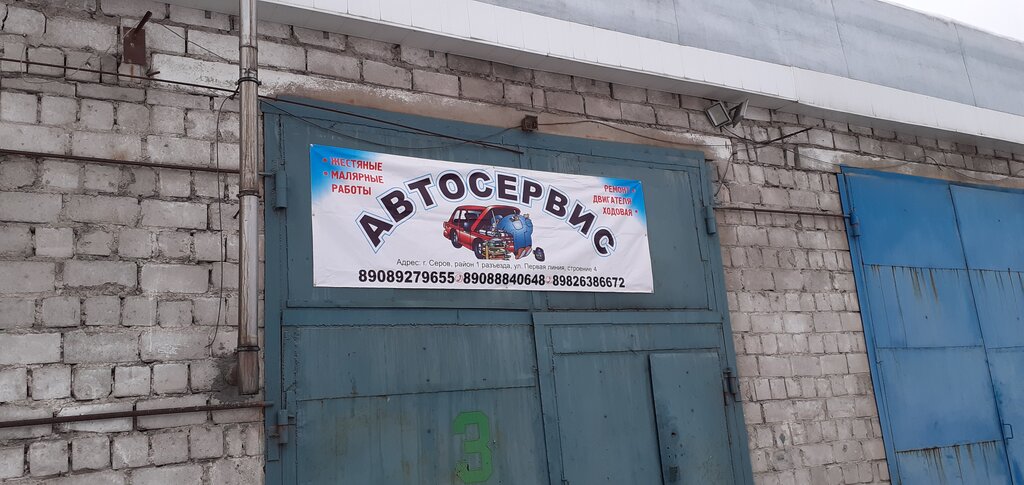 • ЖЕСТЯНЫЕ
• МАЛЯРНЫЕ
РАБОТЫ
АВТОСЕРВИС
РЕМОНТ •
ДВИГАТЕЛЯ
ХОДОВАЯ •
Адрес: г. Серов, район 1 разъезда, ул. Первая линия, строение 4
89089279655 89088840648 89826386672
3